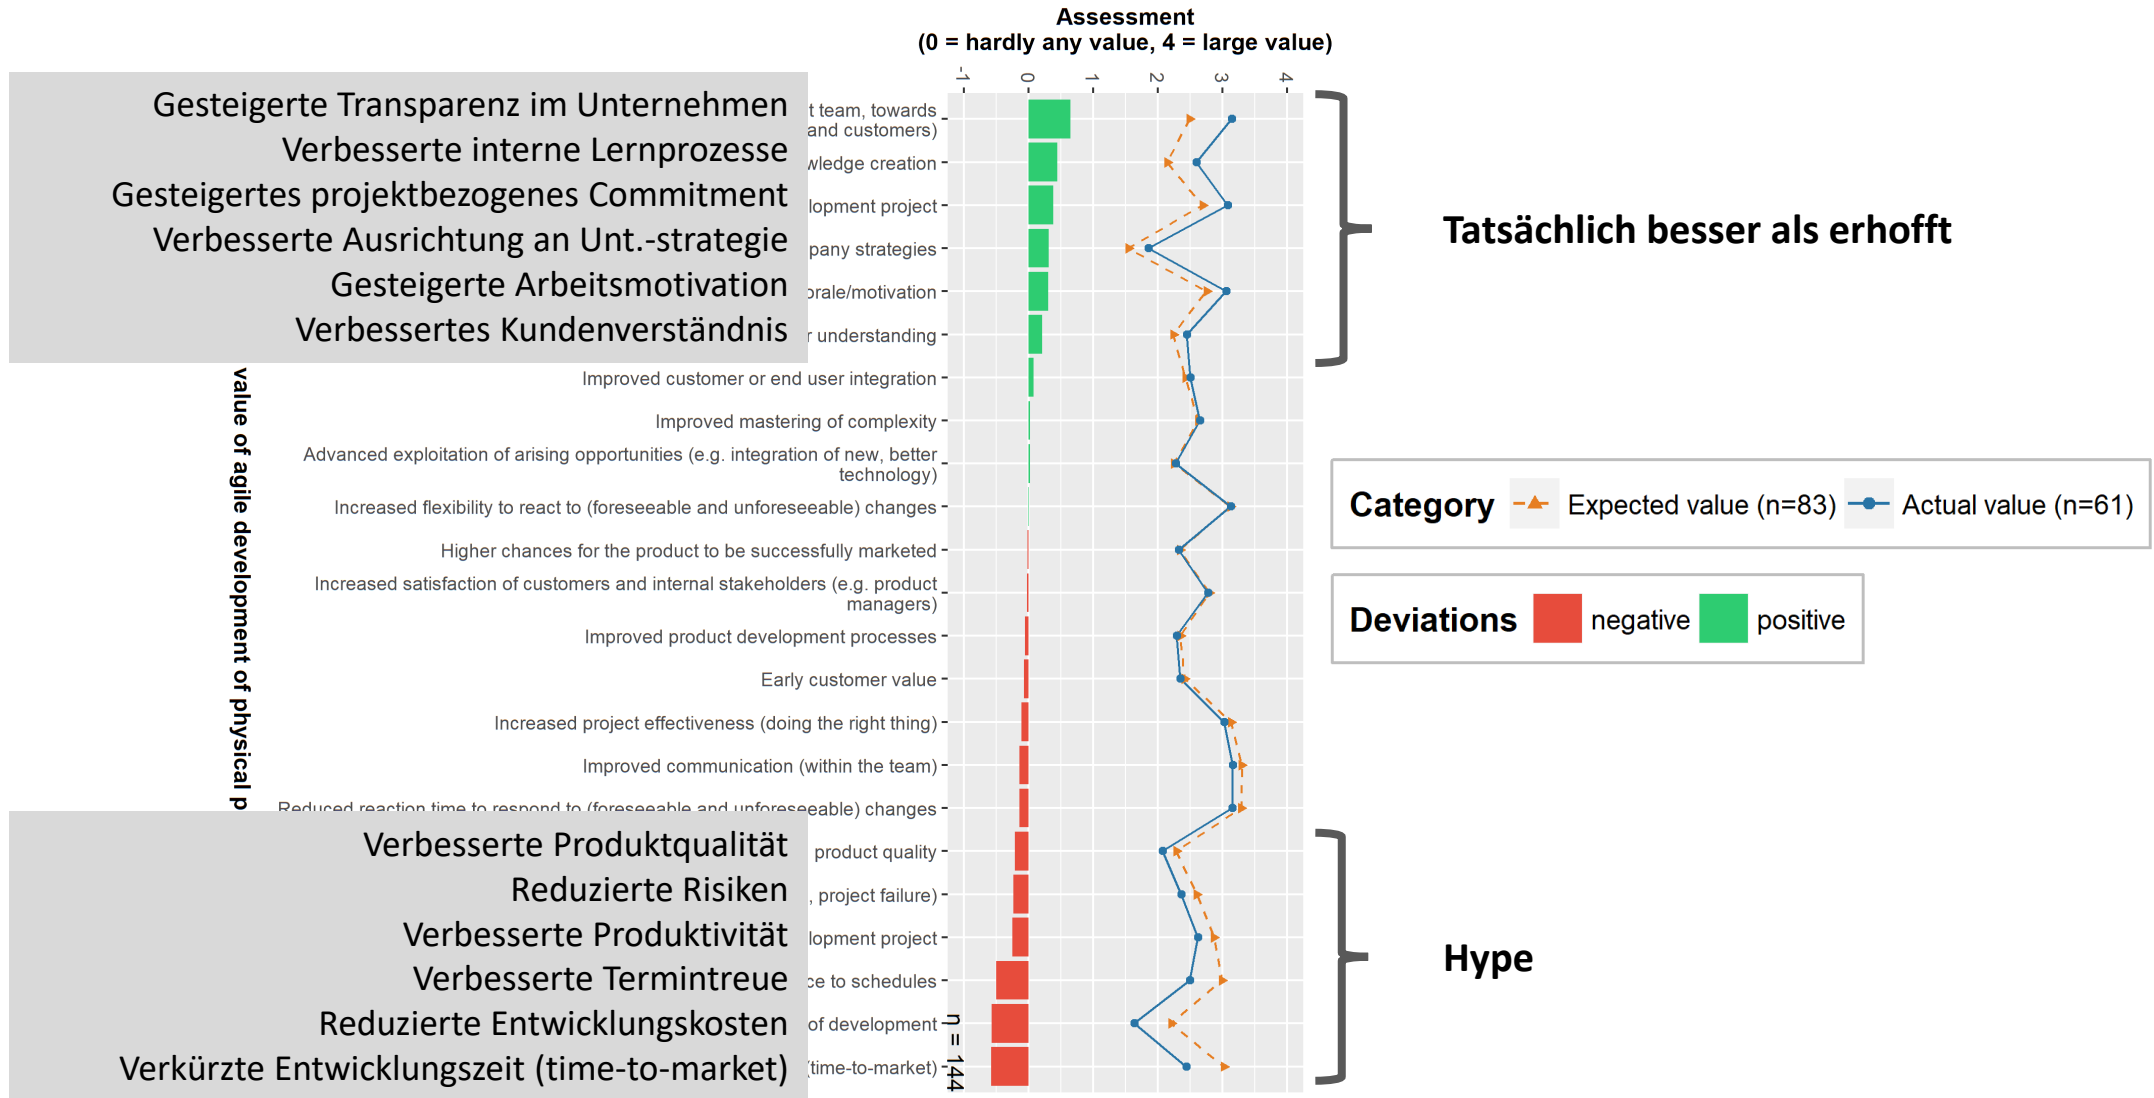 Assessment
(0 = hardly any value, 4 = large value)
-1 0 1 2 3 4
Gesteigerte Transparenz im Unternehmen
Verbesserte interne Lernprozesse
Gesteigertes projektbezogenes Commitment
Verbesserte Ausrichtung an Unt.-strategie
Gesteigerte Arbeitsmotivation
Verbessertes Kundenverständnis
team, towards
and customers)
creation
project
strategies
/motivation
understanding
Tatsächlich besser als erhofft
value of agile development of physical
Improved customer or end user integration
Improved mastering of complexity
Advanced exploitation of arising opportunities (e.g. integration of new, better
technology)
Increased flexibility to react to (foreseeable and unforeseeable) changes
Higher chances for the product to be successfully marketed
Increased satisfaction of customers and internal stakeholders (e.g. product
managers)
Improved product development processes
Early customer value
Increased project effectiveness (doing the right thing)
Improved communication (within the team)
Reduced reaction time to respond to (foreseeable and unforeseeable) changes
Category Expected value (n=83) Actual value (n=61)
Deviations negative positive
Verbesserte Produktqualität
Reduzierte Risiken
Verbesserte Produktivität
Verbesserte Termintreue
Reduzierte Entwicklungskosten
Verkürzte Entwicklungszeit (time-to-market)
product quality
, project failure)
project
to schedules
of development
(time-to-market)
n = 144
Hype